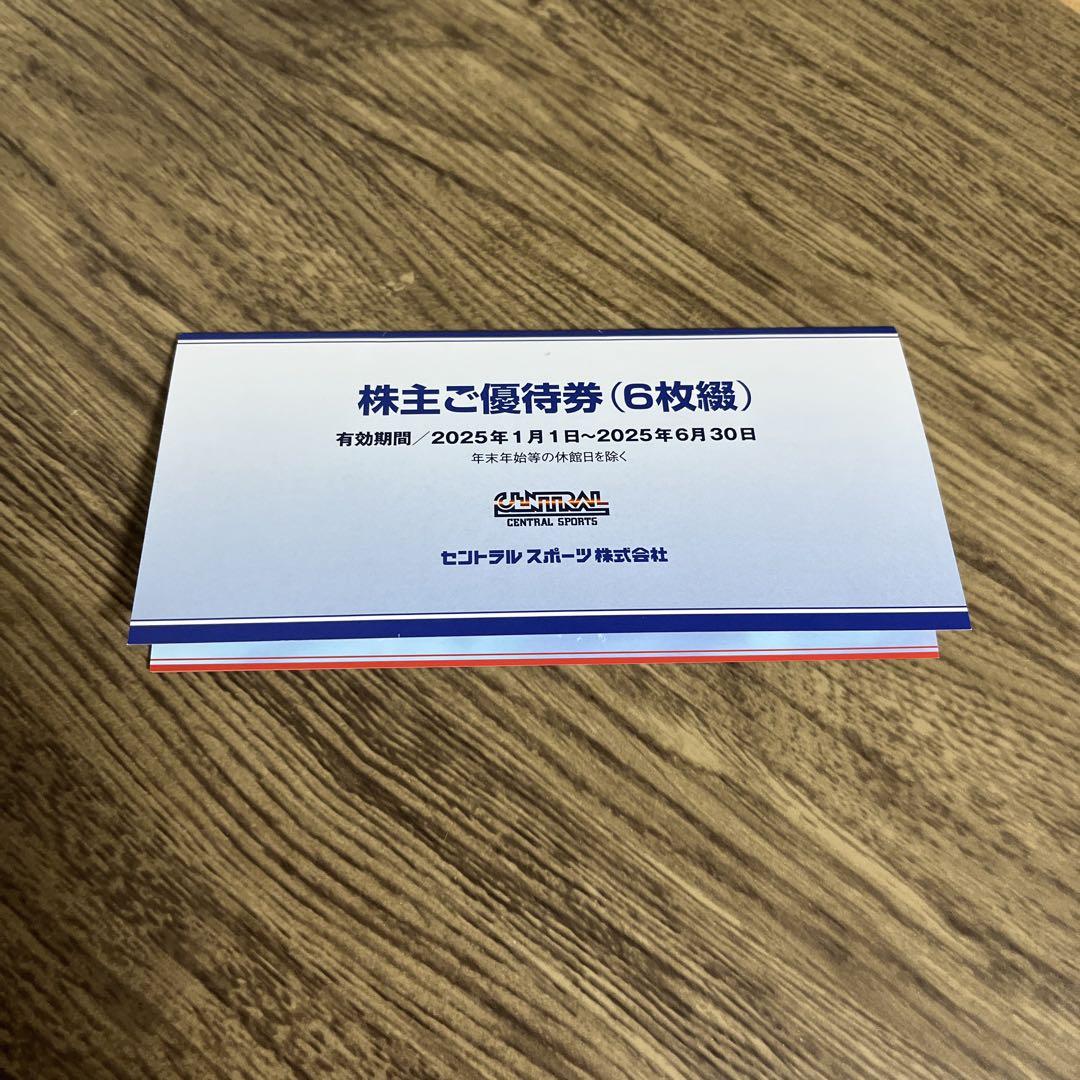 株主ご優待券(6枚綴)
有効期間／2025年1月1日～2025年6月30日
年末年始等の休館日を除く
CENTRAL
CENTRAL SPORTS
セントラルスポーツ株式会社